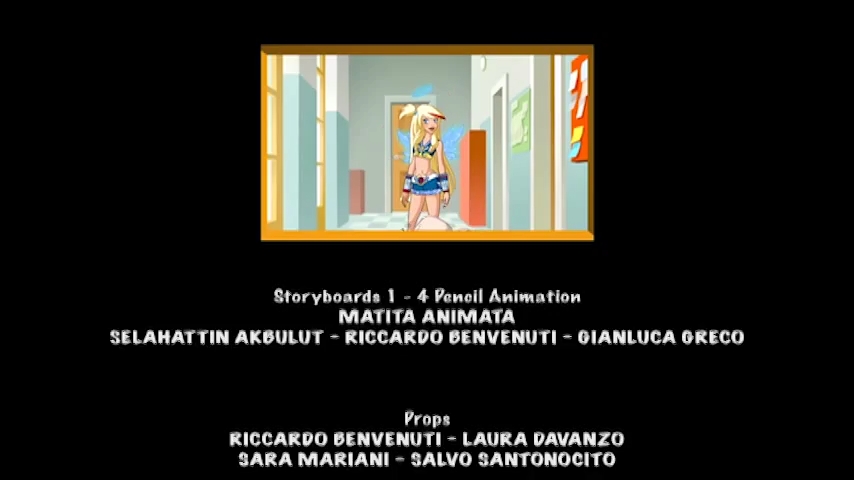 Storyboards 1 - 4 Pencil Animation
MATITA ANIMATA
SELAHATTIN AKBULUT - RICCARDO BENVENUTI - GIANLUCA GRECO
Props
RICCARDO BENVENUTI - LAURA DAVANZO
SARA MARIANI - SALVO SANTONOCITO